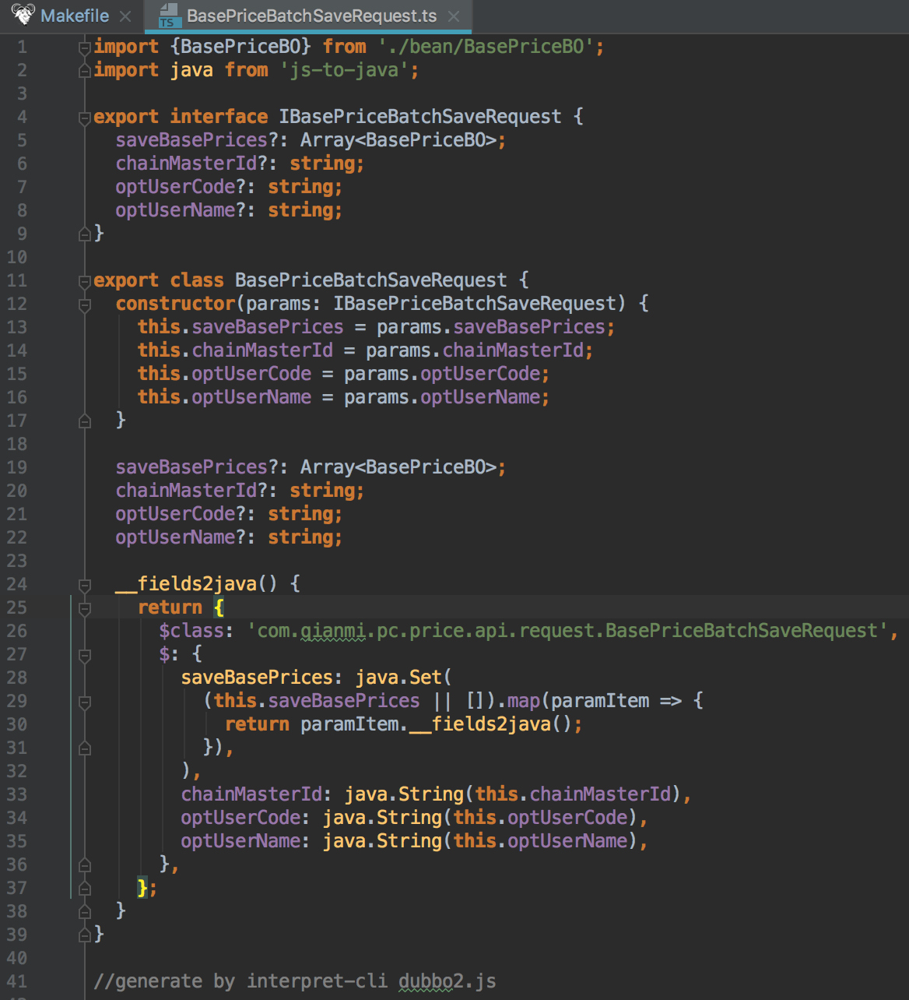 Makefile BasePriceBatchSaveRequest.ts
TS
1 import {BasePriceBO} from './bean/BasePriceBO';
2 import java from 'js-to-java';
3
4 export interface IBasePriceBatchSaveRequest {
5   saveBasePrices?: Array<BasePriceBO>;
6   chainMasterId?: string;
7   optUserCode?: string;
8   optUserName?: string;
9 }
10
11 export class BasePriceBatchSaveRequest {
12   constructor(params: IBasePriceBatchSaveRequest) {
13     this.saveBasePrices = params.saveBasePrices;
14     this.chainMasterId = params.chainMasterId;
15     this.optUserCode = params.optUserCode;
16     this.optUserName = params.optUserName;
17   }
18
19   saveBasePrices?: Array<BasePriceBO>;
20   chainMasterId?: string;
21   optUserCode?: string;
22   optUserName?: string;
23
24   __fields2java() {
25     return {
26       $class: 'com.qianmi.pc.price.api.request.BasePriceBatchSaveRequest',
27       $: {
28         saveBasePrices: java.Set(
29           (this.saveBasePrices || []).map(paramItem => {
30             return paramItem.__fields2java();
31           }),
32         ),
33         chainMasterId: java.String(this.chainMasterId),
34         optUserCode: java.String(this.optUserCode),
35         optUserName: java.String(this.optUserName),
36       },
37     };
38   }
39 }
40
41 //generate by interpret-cli dubbo2.js